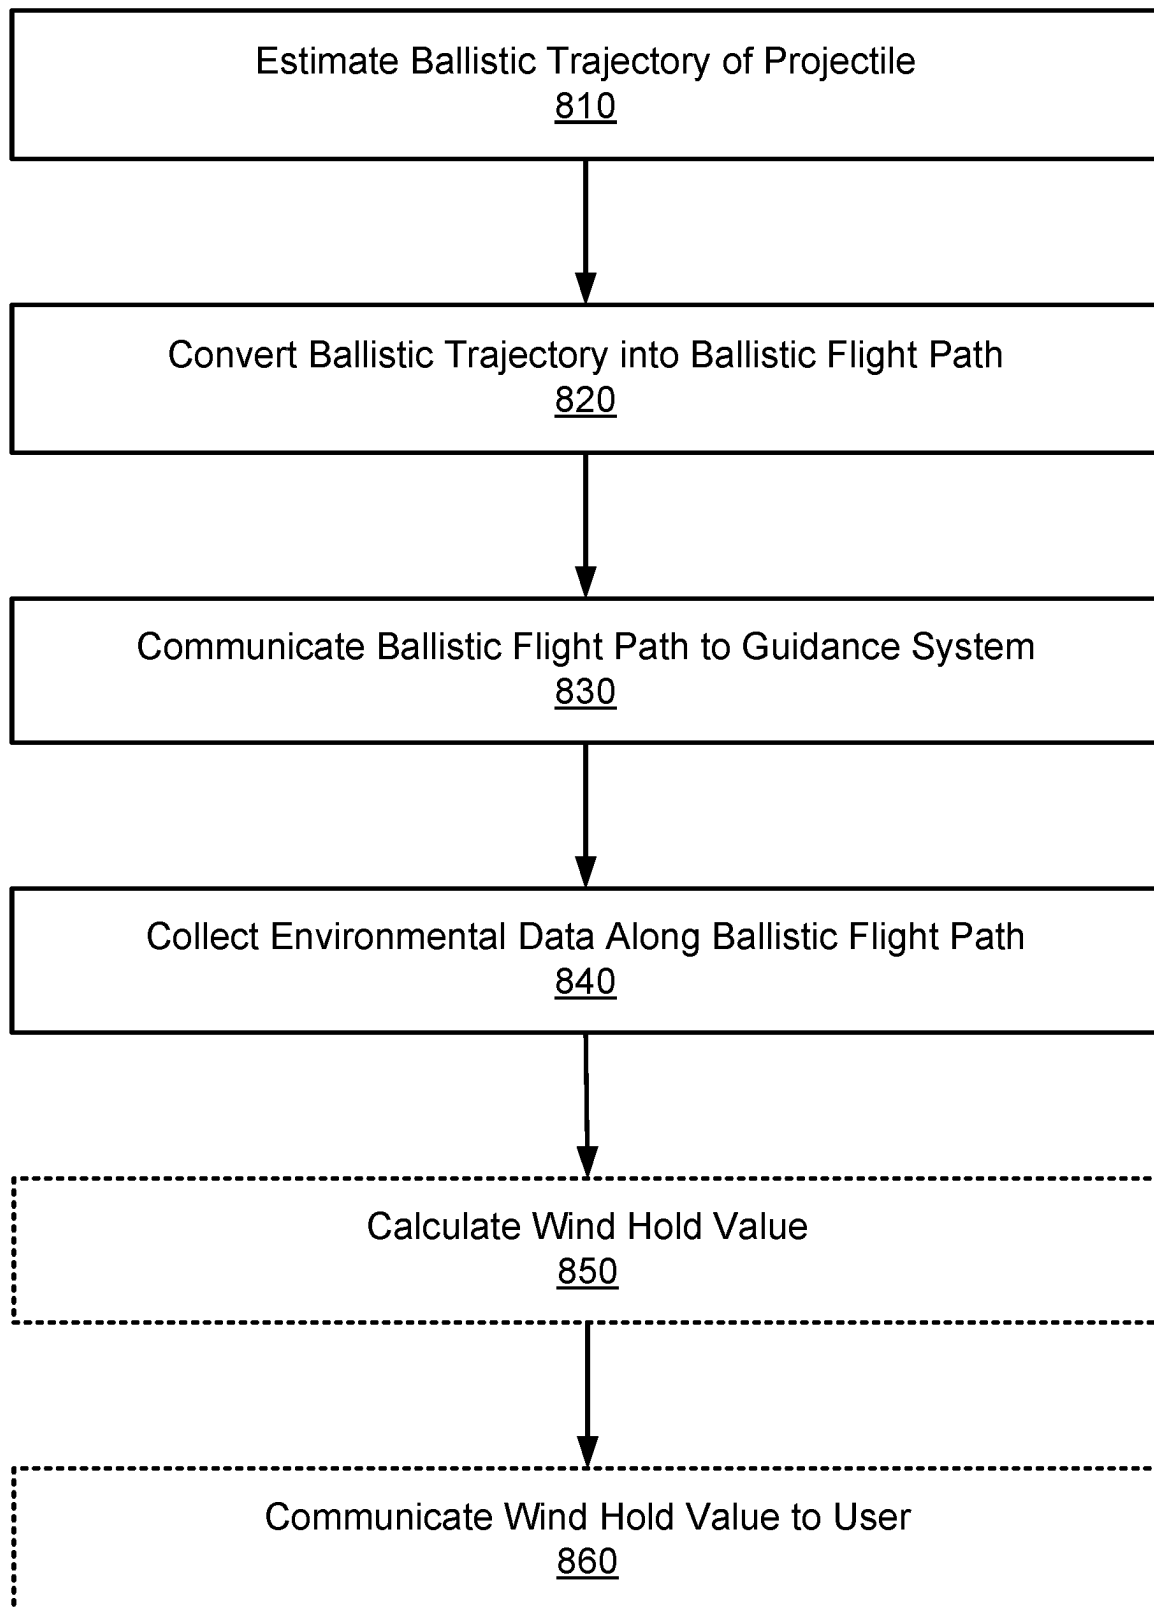 Estimate Ballistic Trajectory of Projectile
810
Convert Ballistic Trajectory into Ballistic Flight Path
820
Communicate Ballistic Flight Path to Guidance System
830
Collect Environmental Data Along Ballistic Flight Path
840
Calculate Wind Hold Value
850
Communicate Wind Hold Value to User
860